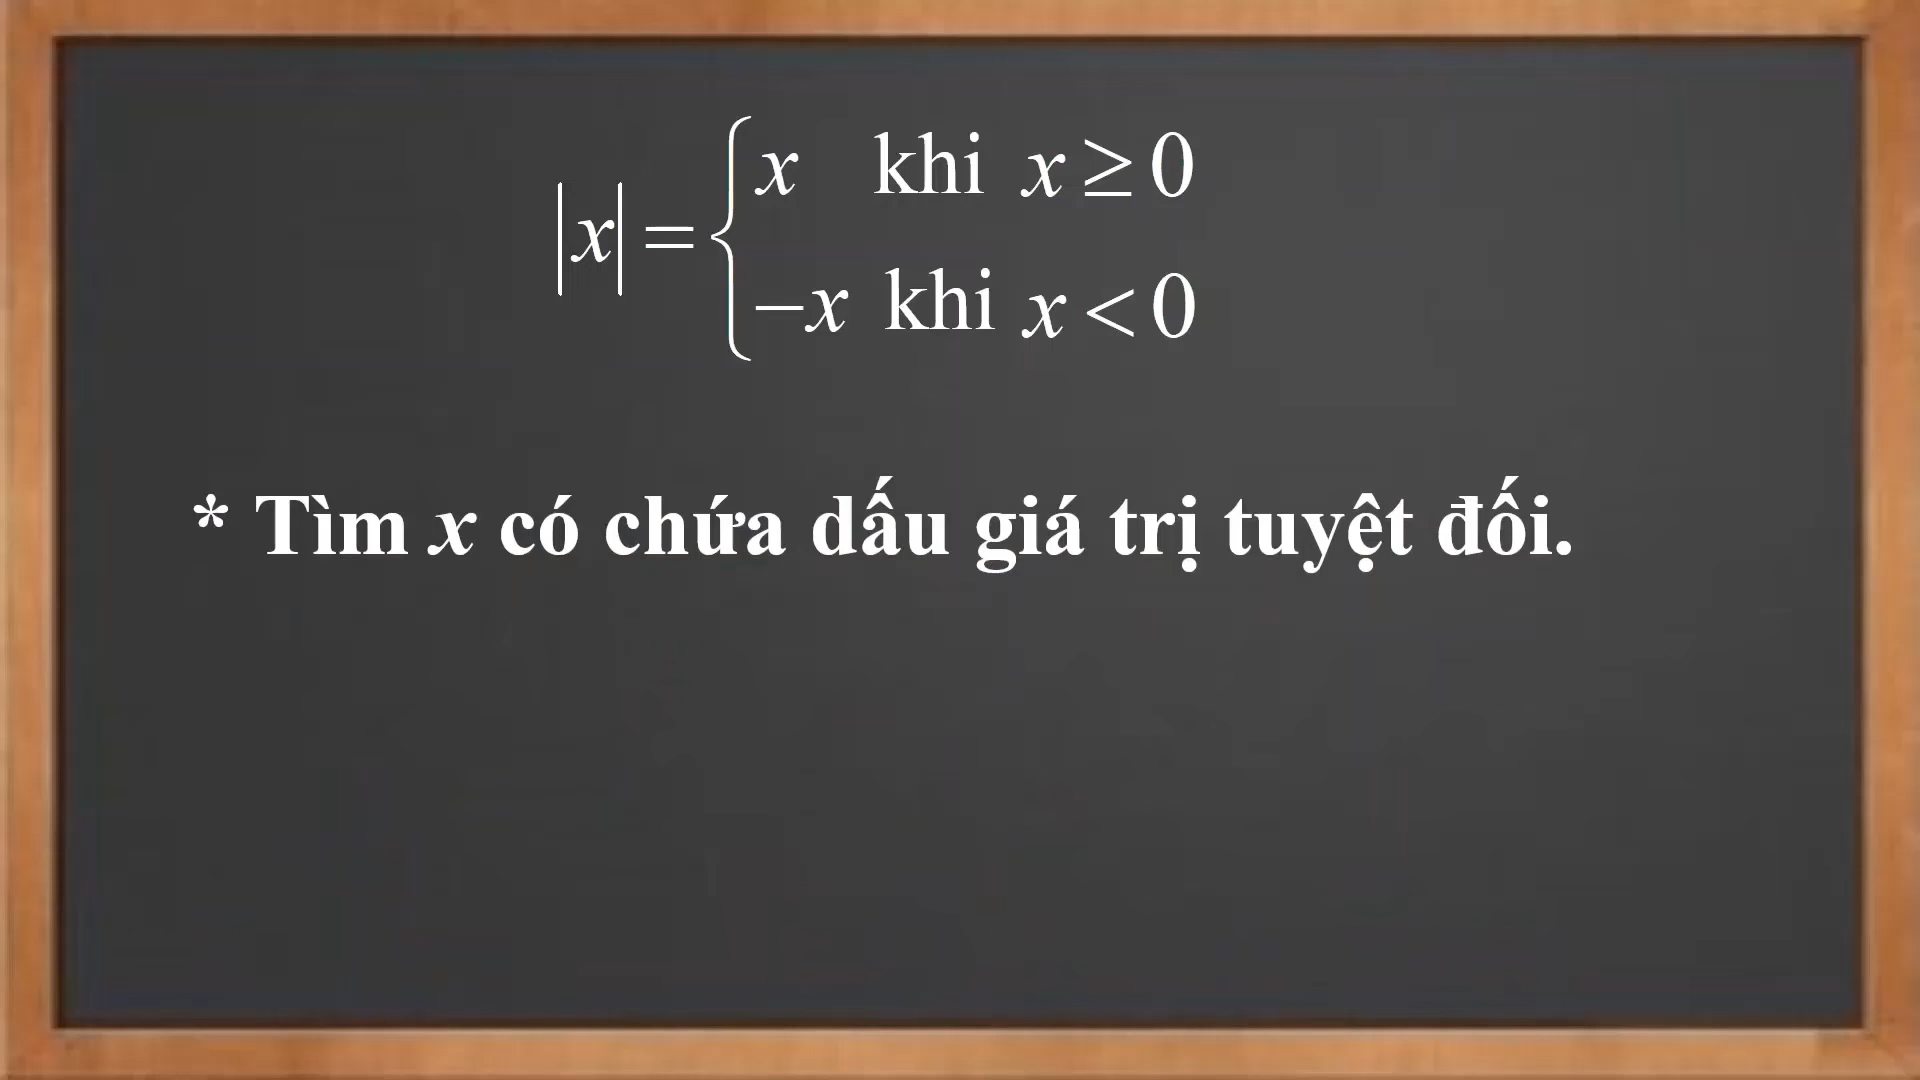 |x| = { x khi x ≥ 0
-x khi x < 0
* Tìm x có chứa dấu giá trị tuyệt đối.